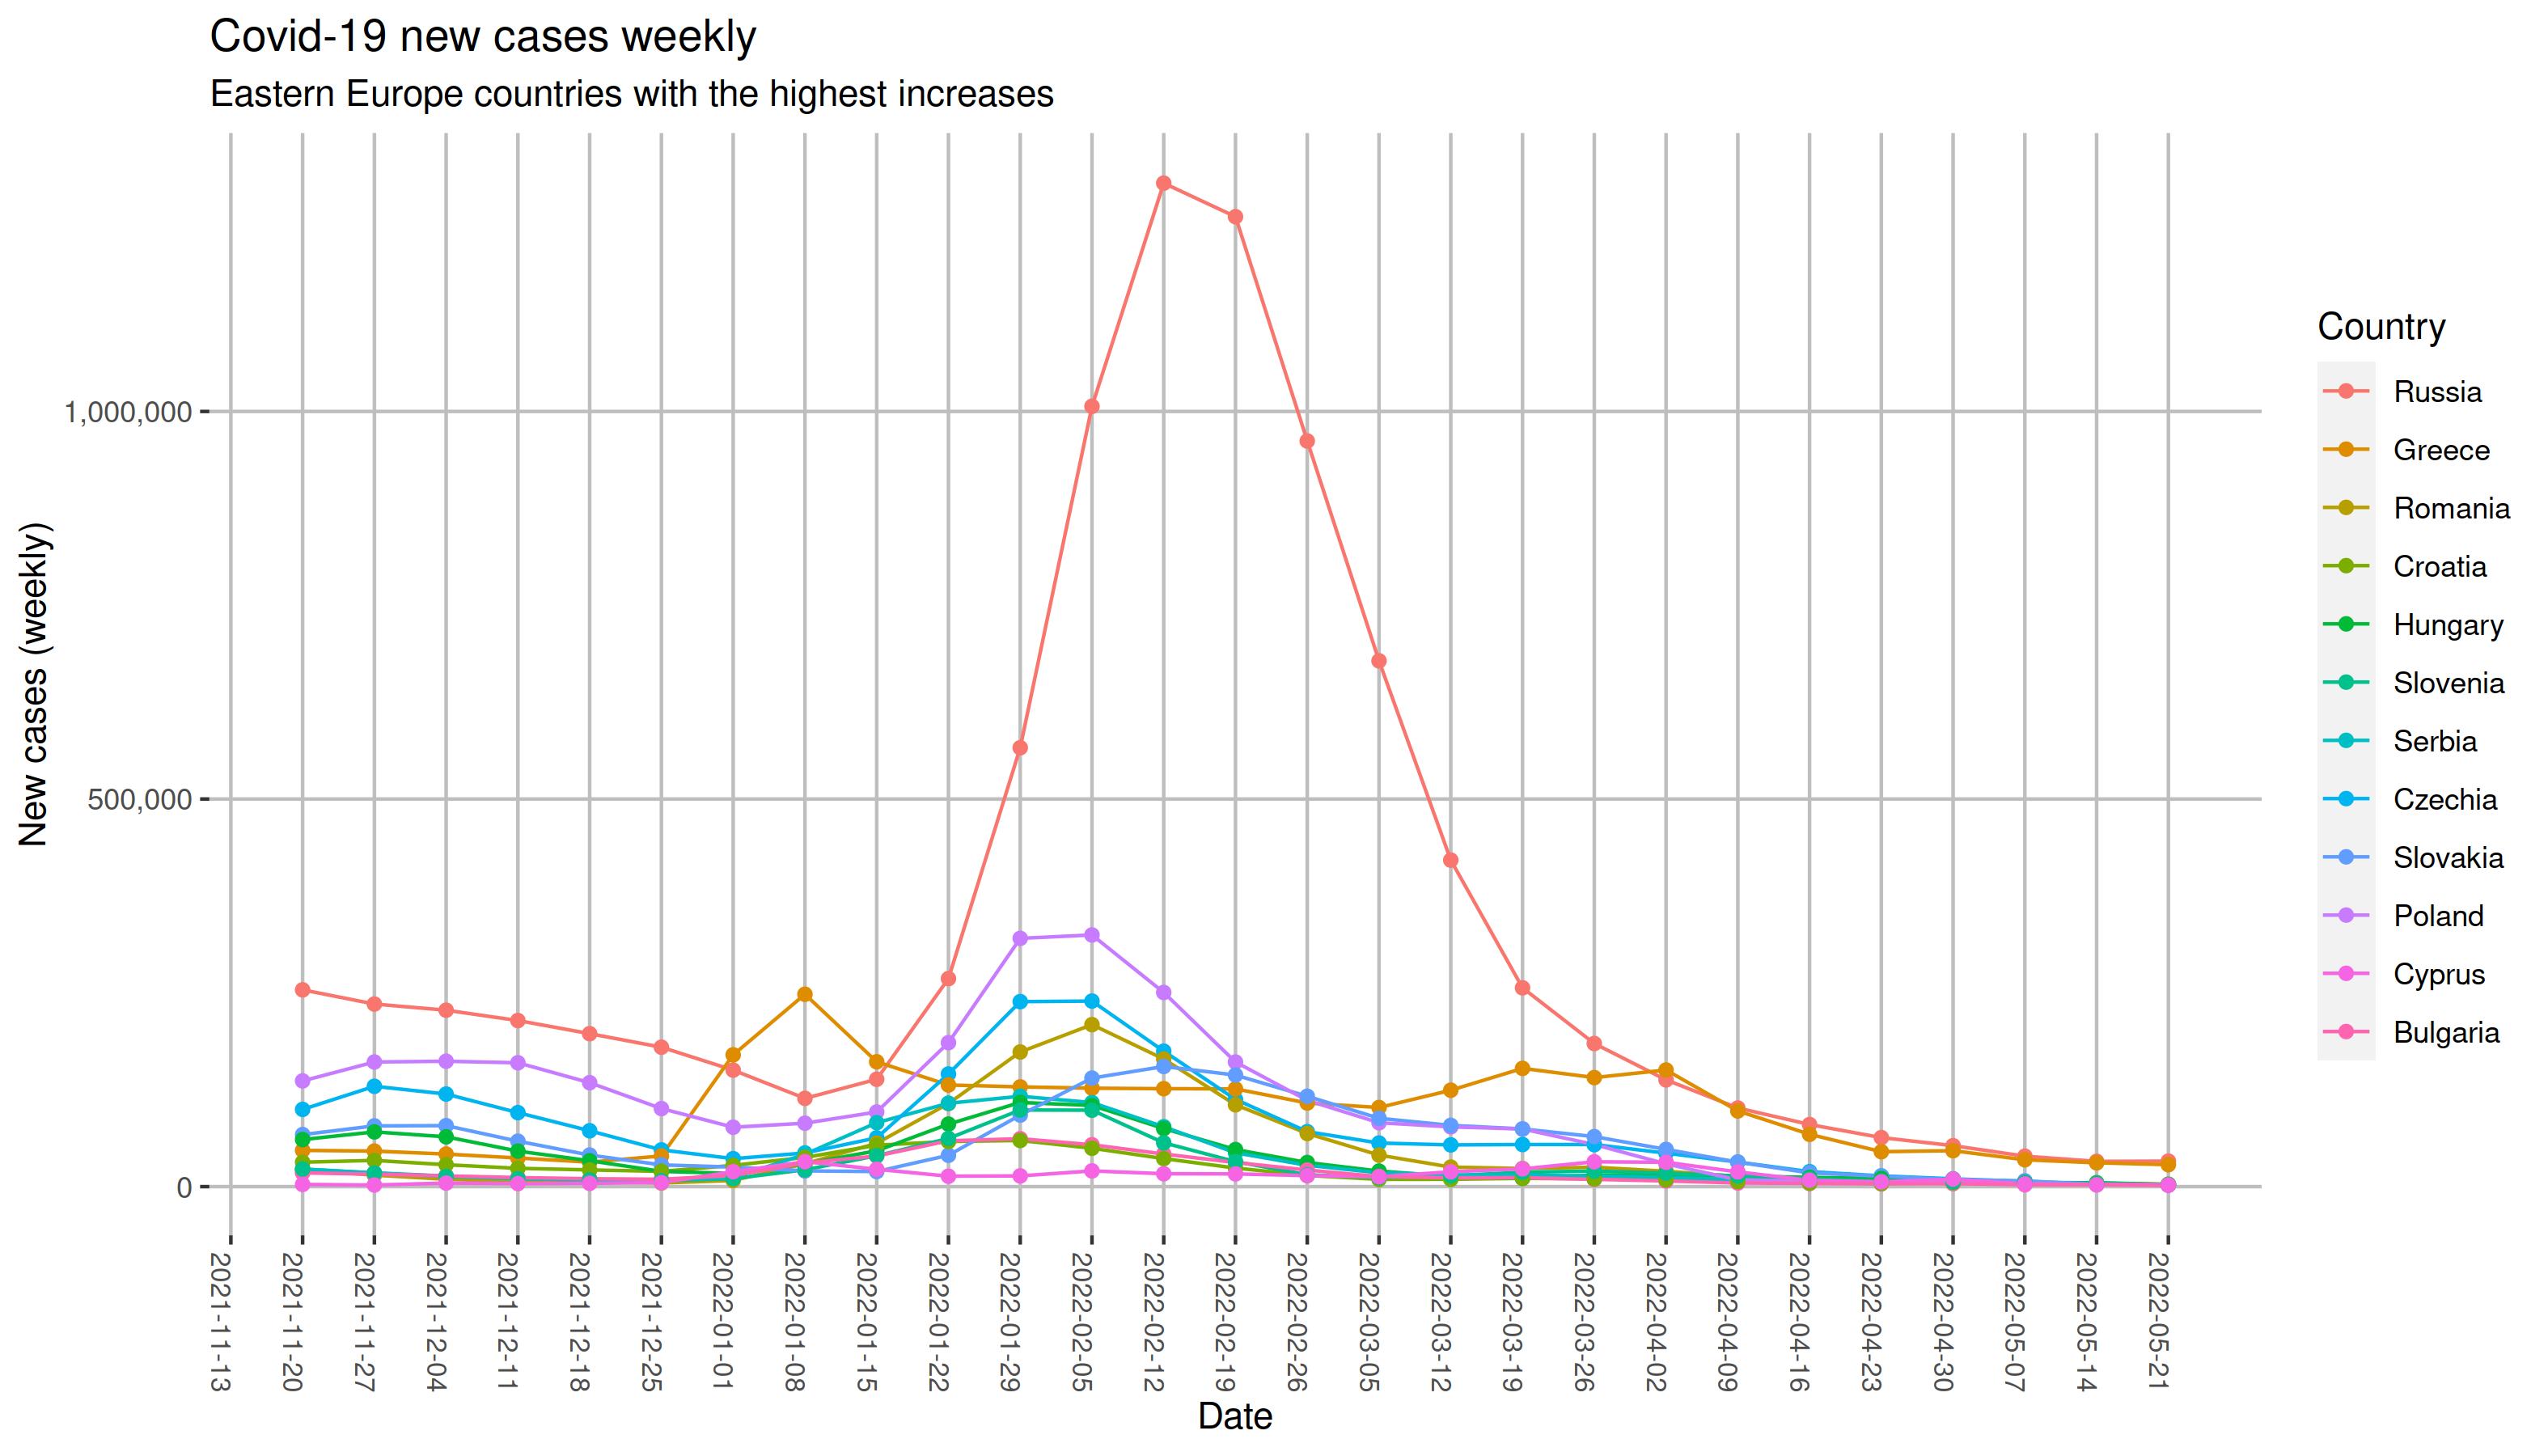 Covid-19 new cases weekly
Eastern Europe countries with the highest increases
New cases (weekly)
1,000,000
500,000
0
2021-11-13
2021-11-20
2021-11-27
2021-12-04
2021-12-11
2021-12-18
2021-12-25
2022-01-01
2022-01-08
2022-01-15
2022-01-22
2022-01-29
2022-02-05
2022-02-12
2022-02-19
2022-02-26
2022-03-05
2022-03-12
2022-03-19
2022-03-26
2022-04-02
2022-04-09
2022-04-16
2022-04-23
2022-04-30
2022-05-07
2022-05-14
2022-05-21
Date
Country
Russia
Greece
Romania
Croatia
Hungary
Slovenia
Serbia
Czechia
Slovakia
Poland
Cyprus
Bulgaria